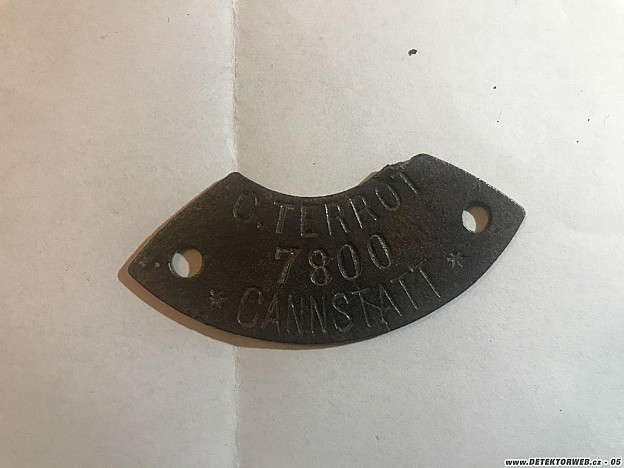 C. TERROT
7800
* CANNSTATT *
www.DETEKTORWEB.cz - 05